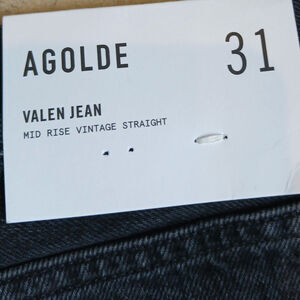 AGOLDE 31
VALEN JEAN
MID RISE VINTAGE STRAIGHT